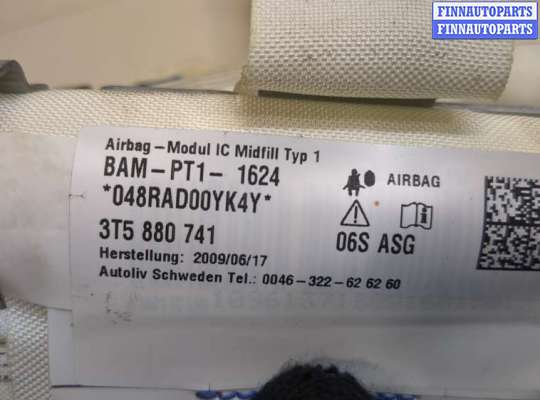 FINNAUTOPARTS
FINNAUTOPARTS
Airbag-Modul IC Midfill Typ 1
BAM-PT1- 1624
*048RAD00YK4Y*
AIRBAG
3T5 880 741
06S ASG
Herstellung: 2009/06/17
Autoliv Schweden Tel.: 0046-322-62 62 60